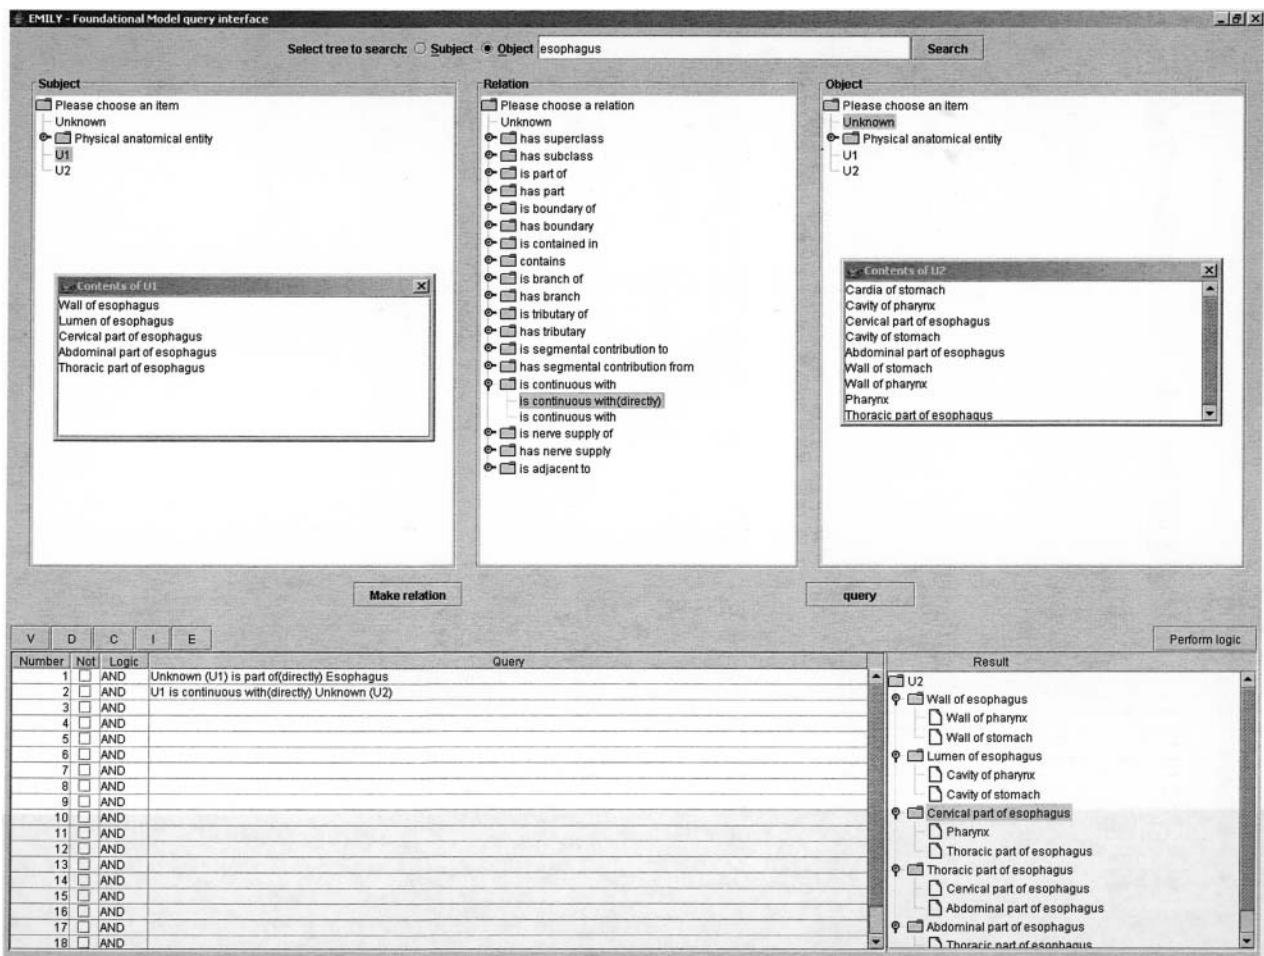 EMILY - Foundational Model query interface
Select tree to search: Subject Object esophagus Search
Subject
Please choose an item
Unknown
Physical anatomical entity
U1
U2
Contents of U1
Wall of esophagus
Lumen of esophagus
Cervical part of esophagus
Abdominal part of esophagus
Thoracic part of esophagus
Relation
Please choose a relation
Unknown
has superclass
has subclass
is part of
has part
is boundary of
has boundary
is contained in
contains
is branch of
has branch
is tributary of
has tributary
is segmental contribution to
has segmental contribution from
is continuous with
is continuous with(directly)
is continuous with
is nerve supply of
has nerve supply
is adjacent to
Object
Please choose an item
Unknown
Physical anatomical entity
U1
U2
Contents of U2
Cardia of stomach
Cavity of pharynx
Cervical part of esophagus
Cavity of stomach
Abdominal part of esophagus
Wall of stomach
Wall of pharynx
Pharynx
Thoracic part of esophagus
Make relation query
V D C I E Perform logic
Number Not Logic Query
1 AND Unknown (U1) is part of(directly) Esophagus
2 AND U1 is continuous with(directly) Unknown (U2)
3 AND
4 AND
5 AND
6 AND
7 AND
8 AND
9 AND
10 AND
11 AND
12 AND
13 AND
14 AND
15 AND
16 AND
17 AND
18 AND
Result
U2
Wall of esophagus
Wall of pharynx
Wall of stomach
Lumen of esophagus
Cavity of pharynx
Cavity of stomach
Cervical part of esophagus
Pharynx
Thoracic part of esophagus
Thoracic part of esophagus
Cervical part of esophagus
Abdominal part of esophagus
Abdominal part of esophagus
Thoracic part of esophagus